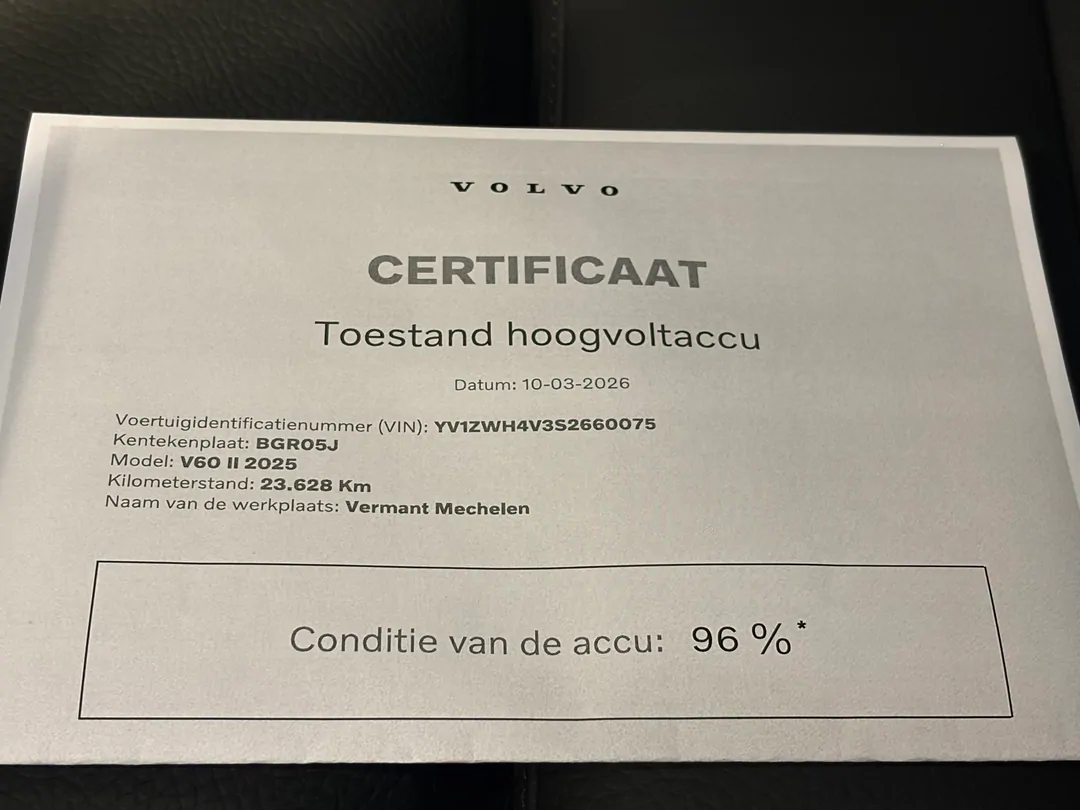 VOLVO
CERTIFICAAT
Toestand hoogvoltaccu
Datum: 10-03-2026
Voertuigidentificatienummer (VIN): YV1ZWH4V3S2660075
Kentekenplaat: BGR05J
Model: V60 II 2025
Kilometerstand: 23.628 Km
Naam van de werkplaats: Vermant Mechelen
Conditie van de accu: 96 %*